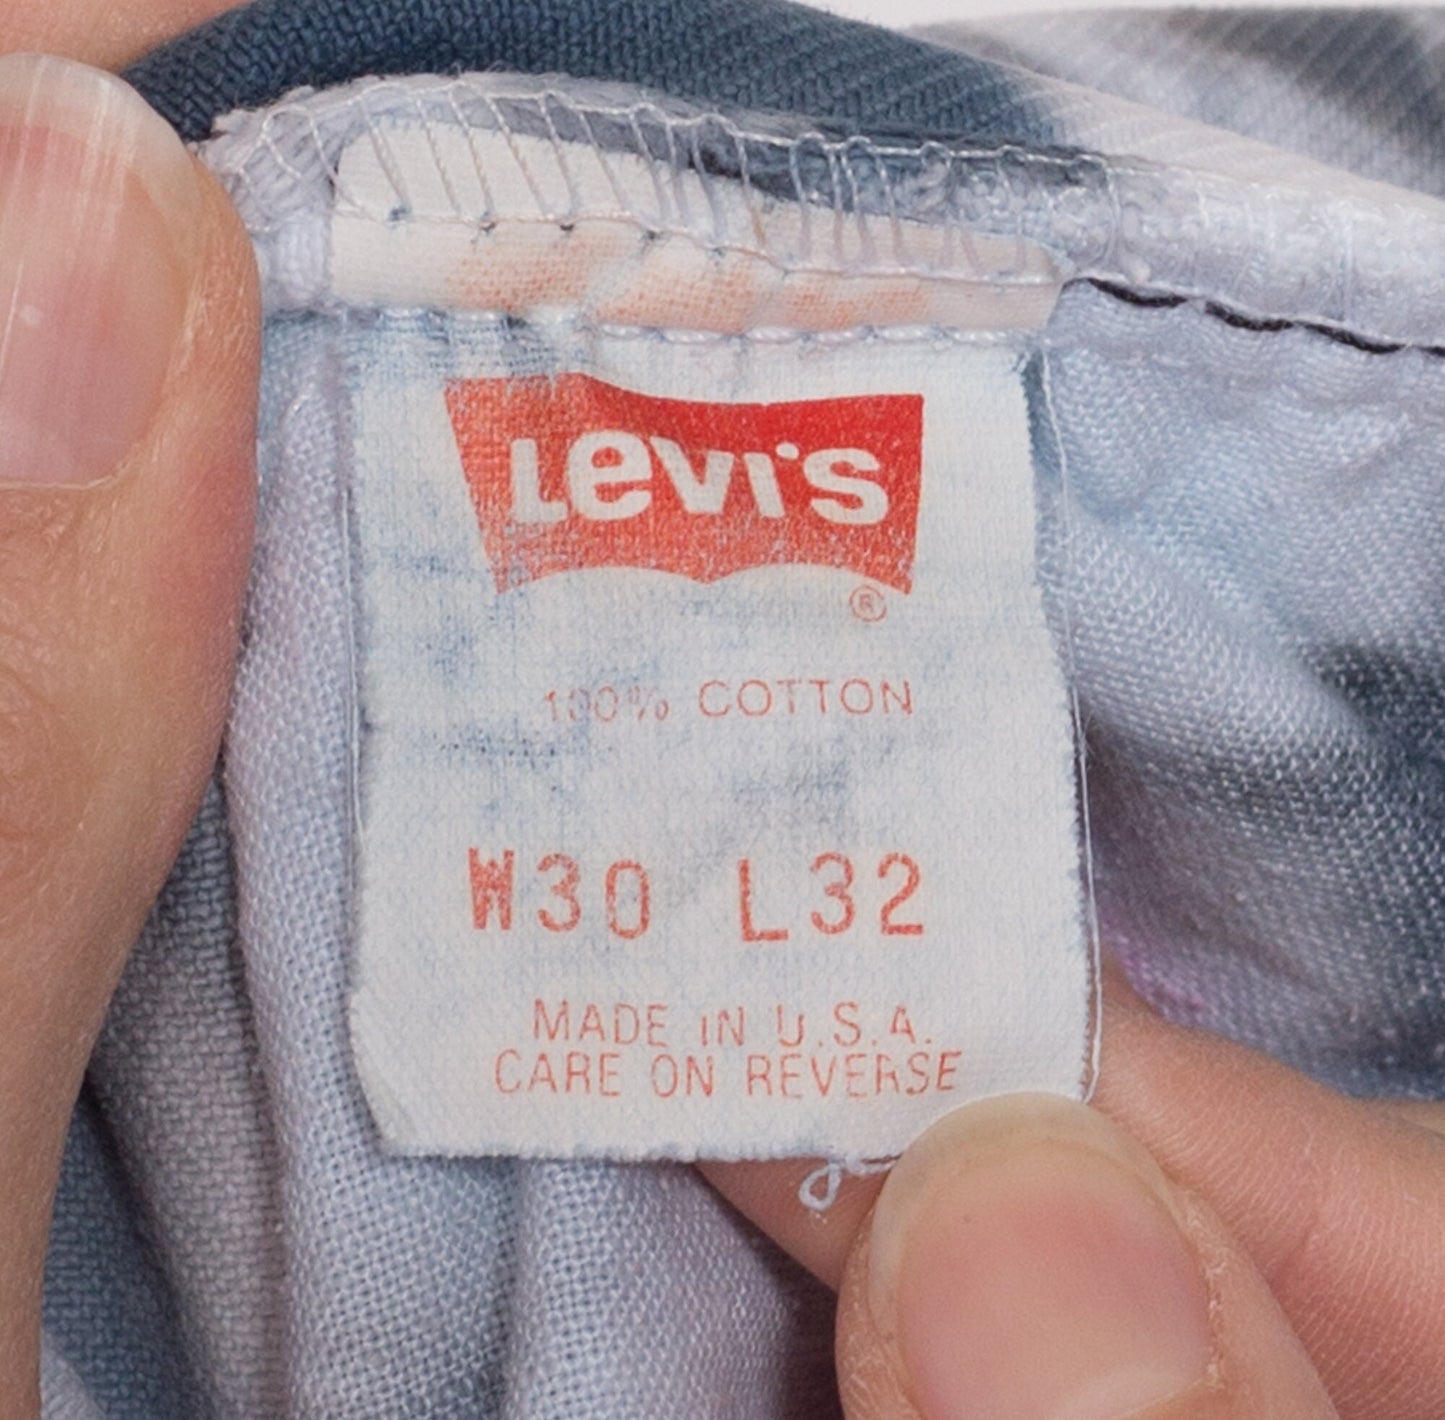 Levi's
®
100% COTTON
W30 L32
MADE IN U.S.A.
CARE ON REVERSE